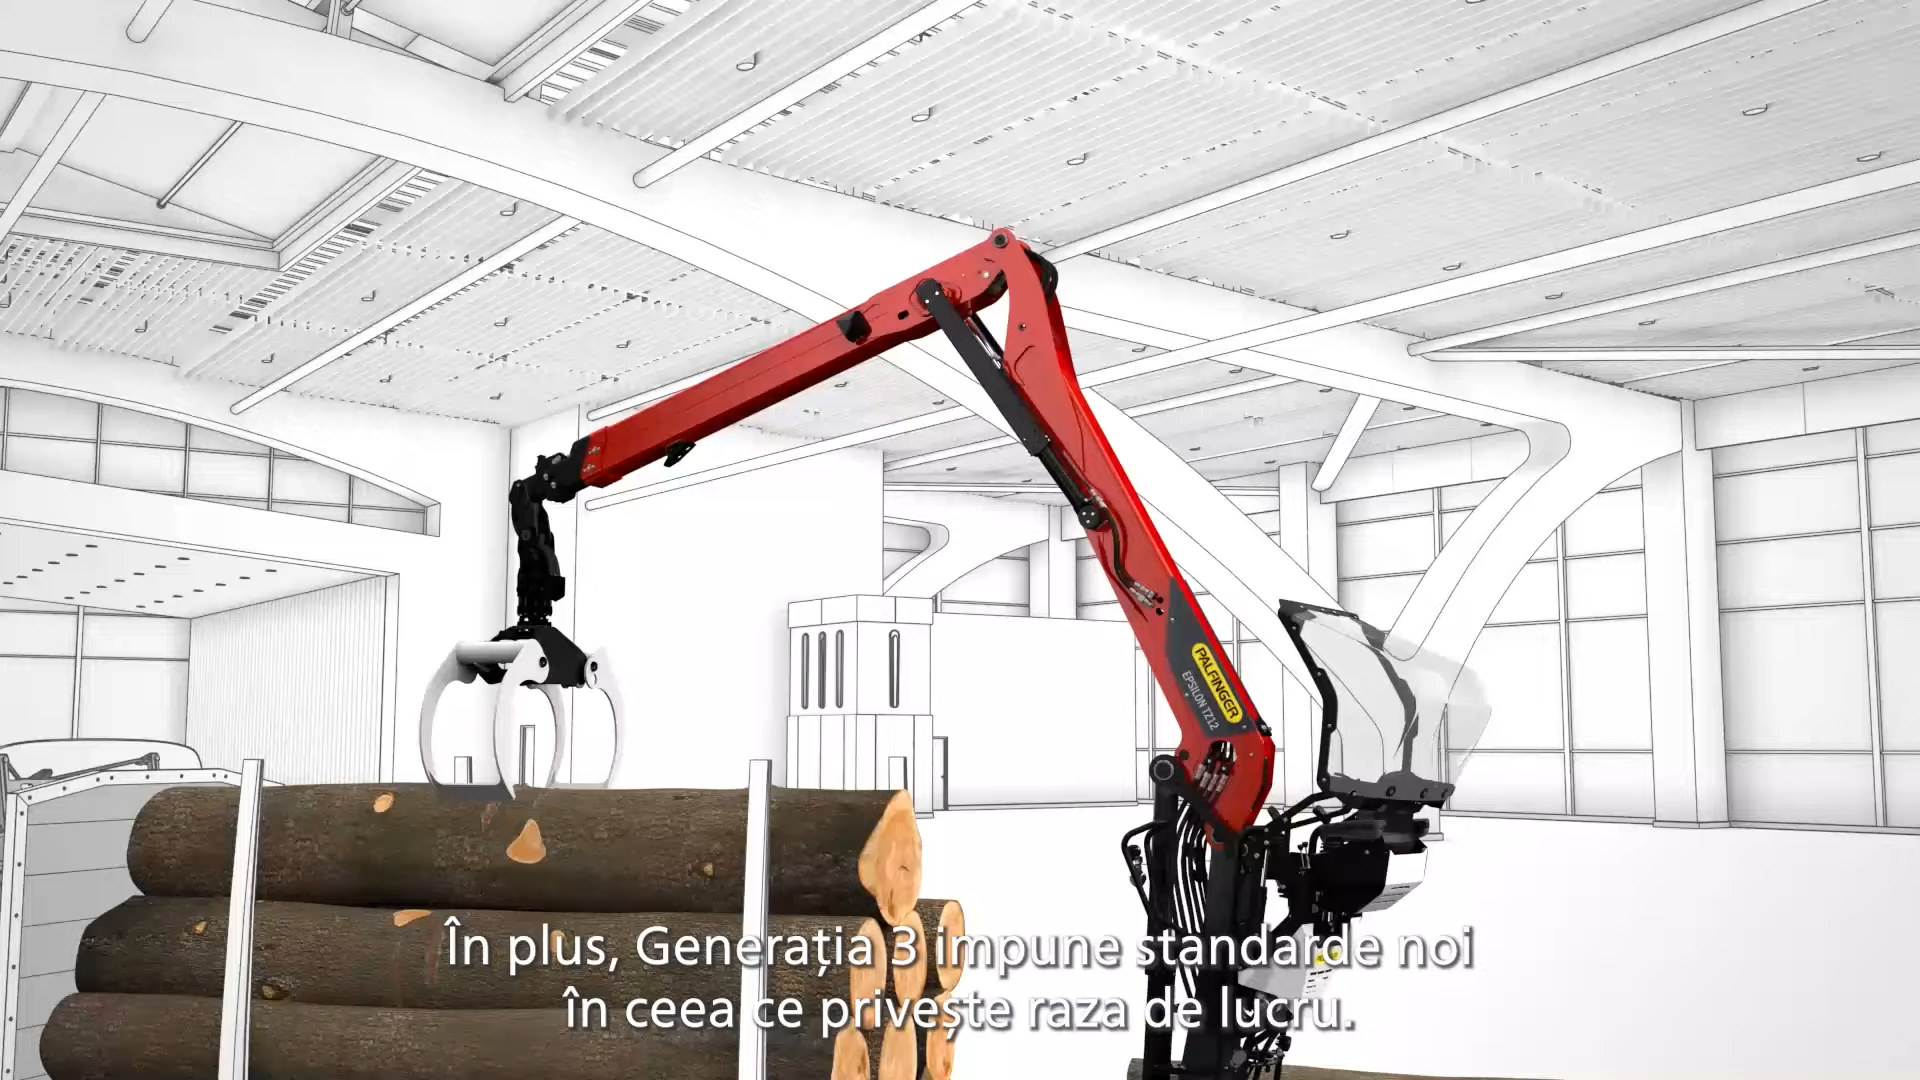 PALFINGER
EPSILON TZ12
În plus, Generația 3 impune standarde noi
în ceea ce privește raza de lucru.